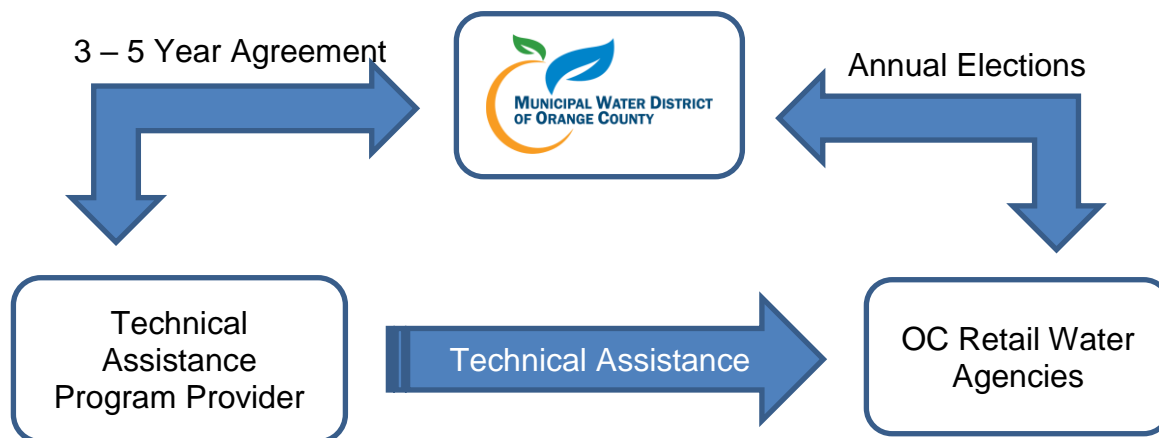 3 – 5 Year Agreement
MUNICIPAL WATER DISTRICT
OF ORANGE COUNTY
Annual Elections
Technical
Assistance
Program Provider
Technical Assistance
OC Retail Water
Agencies